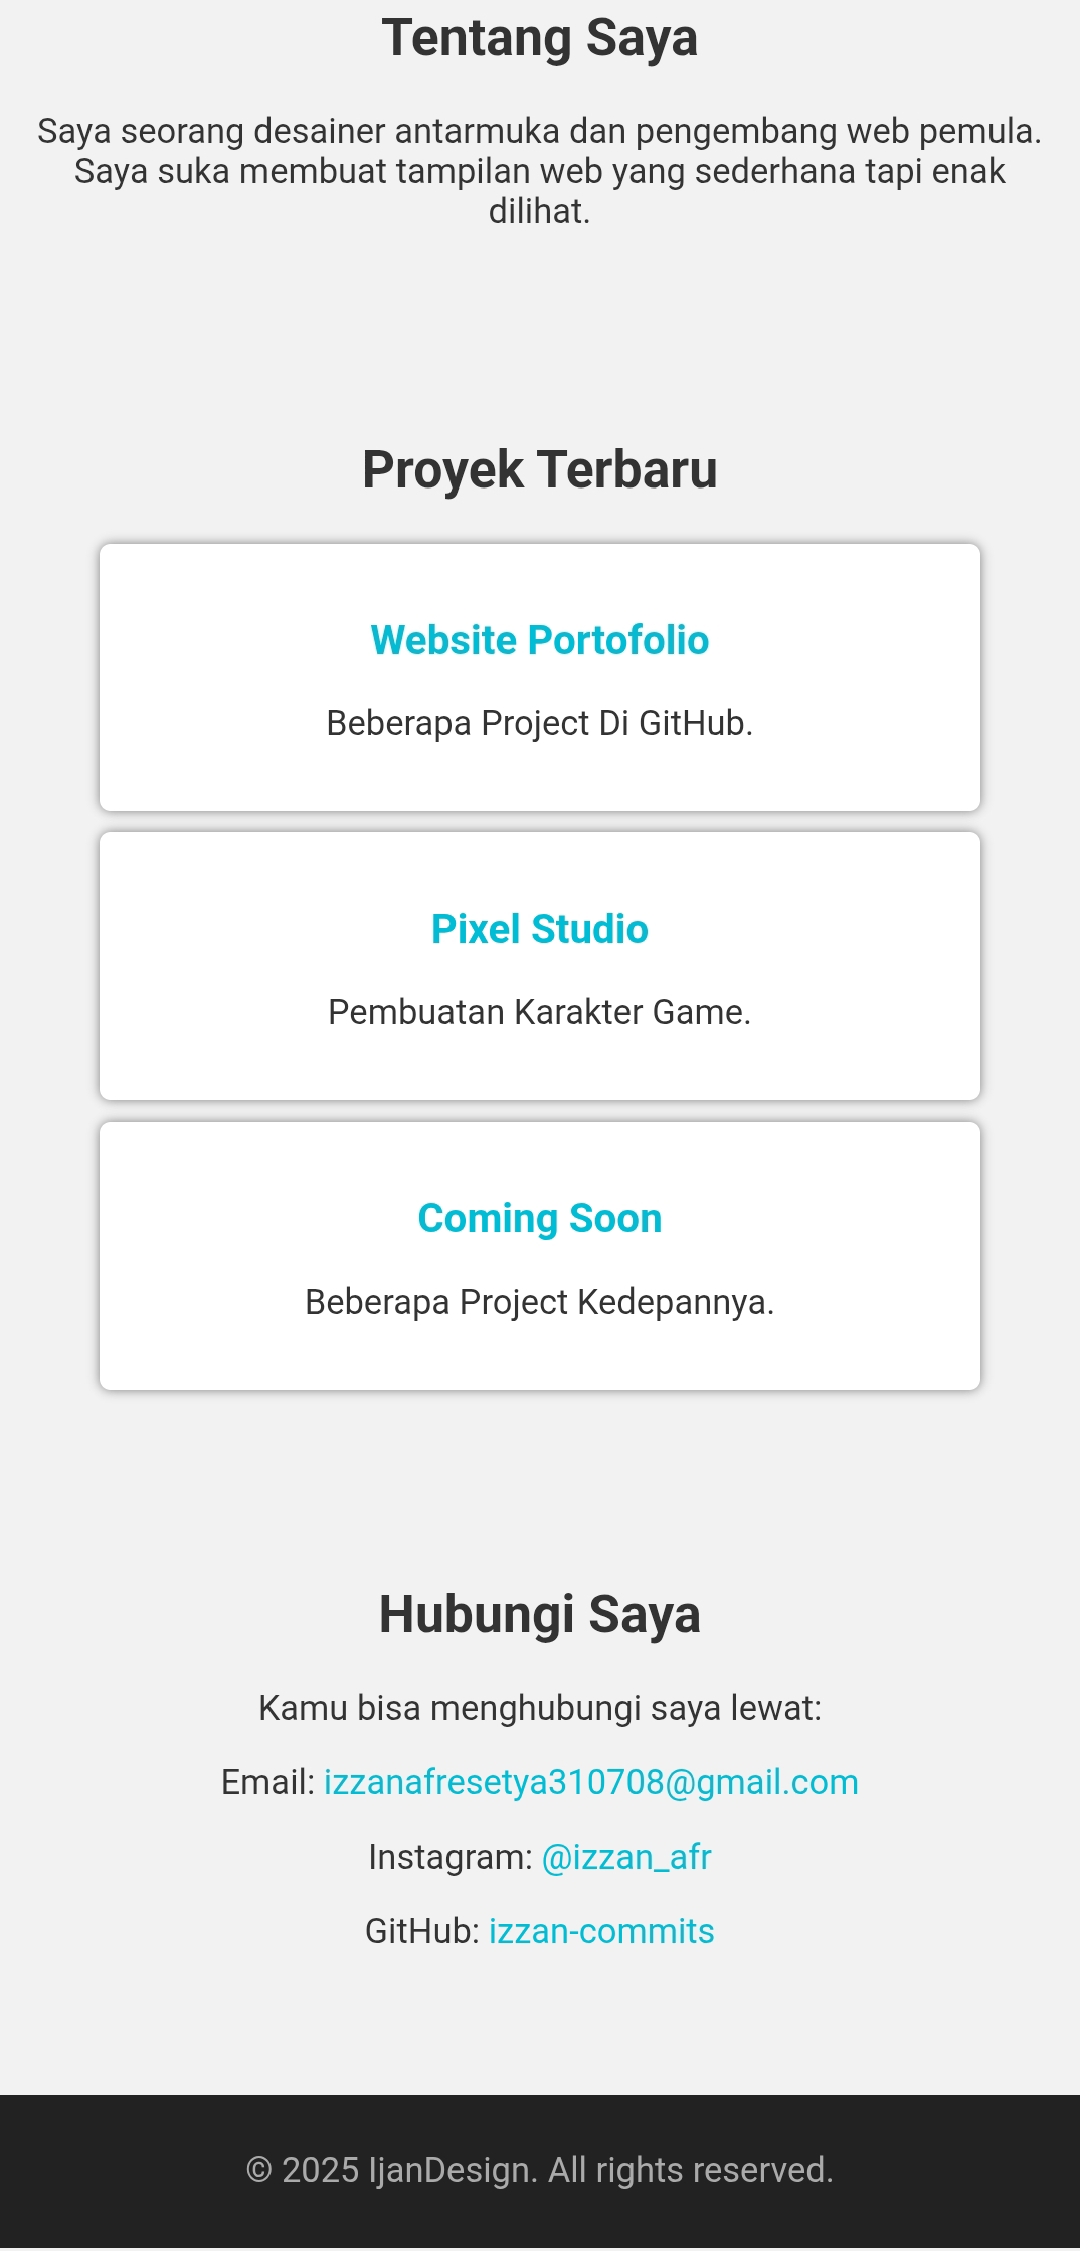 Tentang Saya
Saya seorang desainer antarmuka dan pengembang web pemula.
Saya suka membuat tampilan web yang sederhana tapi enak
dilihat.
Proyek Terbaru
Website Portofolio
Beberapa Project Di GitHub.
Pixel Studio
Pembuatan Karakter Game.
Coming Soon
Beberapa Project Kedepannya.
Hubungi Saya
Kamu bisa menghubungi saya lewat:
Email: izzanafresetya310708@gmail.com
Instagram: @izzan_afr
GitHub: izzan-commits
© 2025 IjanDesign. All rights reserved.